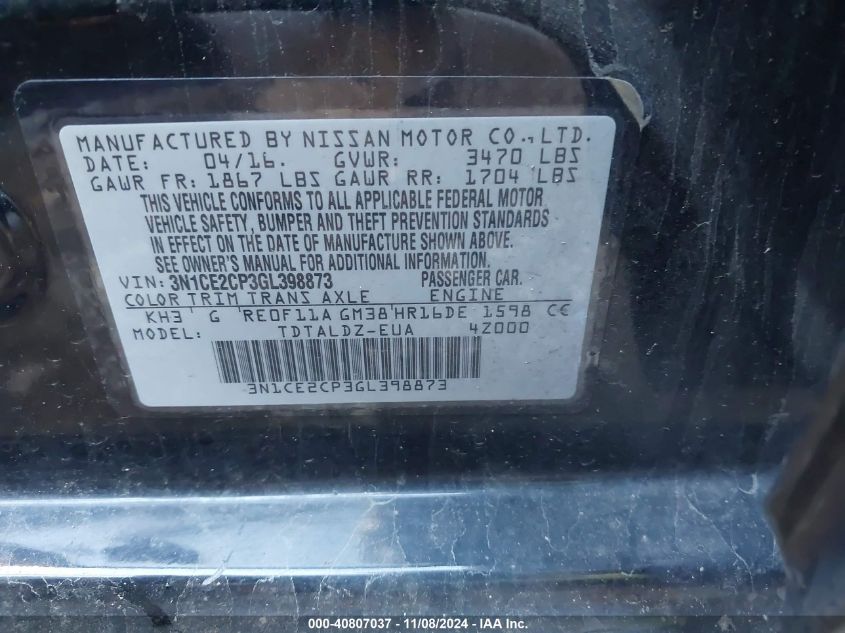 MANUFACTURED BY NISSAN MOTOR CO.,LTD.
DATE: 04/16. GVWR: 3470 LBS
GAWR FR: 1867 LBS GAWR RR: 1704 LBS
THIS VEHICLE CONFORMS TO ALL APPLICABLE FEDERAL MOTOR
VEHICLE SAFETY, BUMPER AND THEFT PREVENTION STANDARDS
IN EFFECT ON THE DATE OF MANUFACTURE SHOWN ABOVE.
SEE OWNER'S MANUAL FOR ADDITIONAL INFORMATION.
VIN: 3N1CE2CP3GL398873 PASSENGER CAR.
COLOR TRIM TRANS AXLE ENGINE
KH3 G RE0F11A GM38 HR16DE 1598 CC
MODEL: TDTALDZ-EUA 4Z000
3N1CE2CP3GL398873
000-40807037 - 11/08/2024 - IAA Inc.